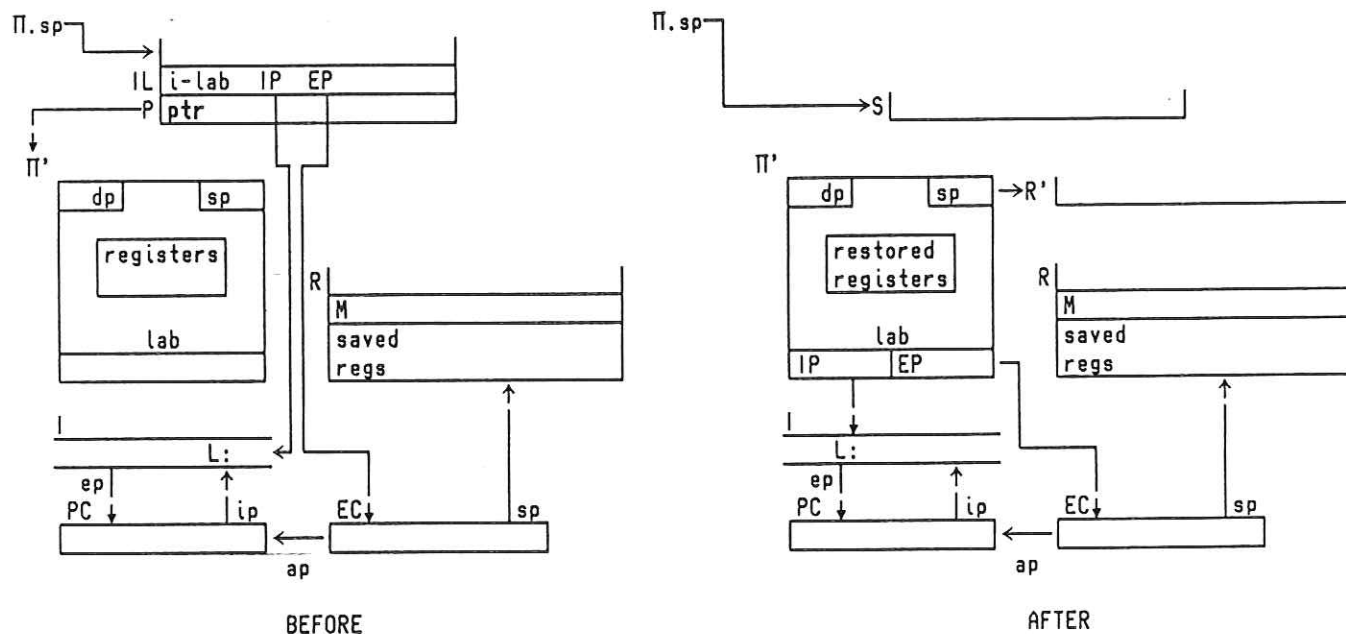 Π.sp
IL i-lab IP EP
P ptr
Π'
dp sp
registers
lab
R
M
saved
regs
I
L:
ep
PC ip EC sp
ap
BEFORE
Π.sp
S
Π'
dp sp R'
restored
registers
R
M
lab
saved
IP EP
regs
I
L:
ep
PC ip EC sp
ap
AFTER